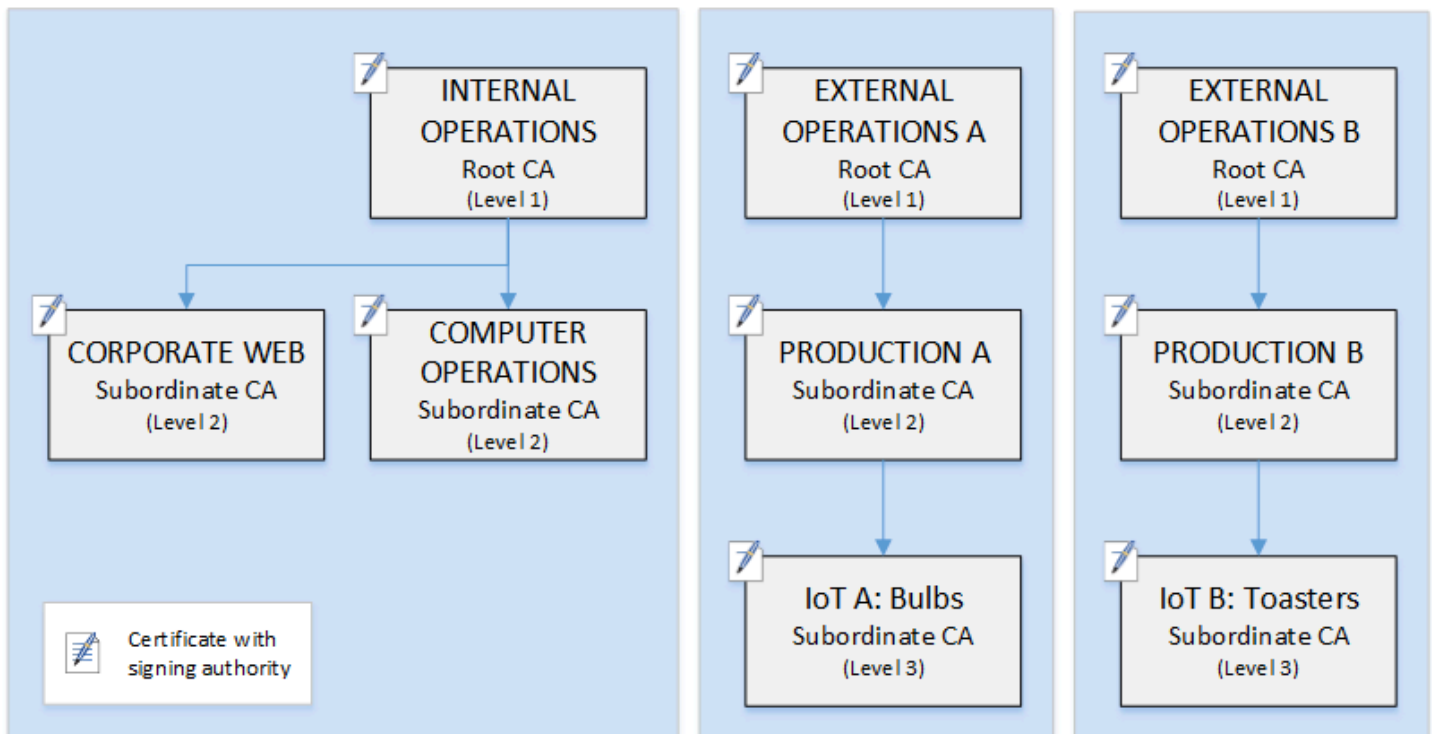 INTERNAL
OPERATIONS
Root CA
(Level 1)
EXTERNAL
OPERATIONS A
Root CA
(Level 1)
EXTERNAL
OPERATIONS B
Root CA
(Level 1)
CORPORATE WEB
Subordinate CA
(Level 2)
COMPUTER
OPERATIONS
Subordinate CA
(Level 2)
PRODUCTION A
Subordinate CA
(Level 2)
PRODUCTION B
Subordinate CA
(Level 2)
IoT A: Bulbs
Subordinate CA
(Level 3)
IoT B: Toasters
Subordinate CA
(Level 3)
Certificate with
signing authority